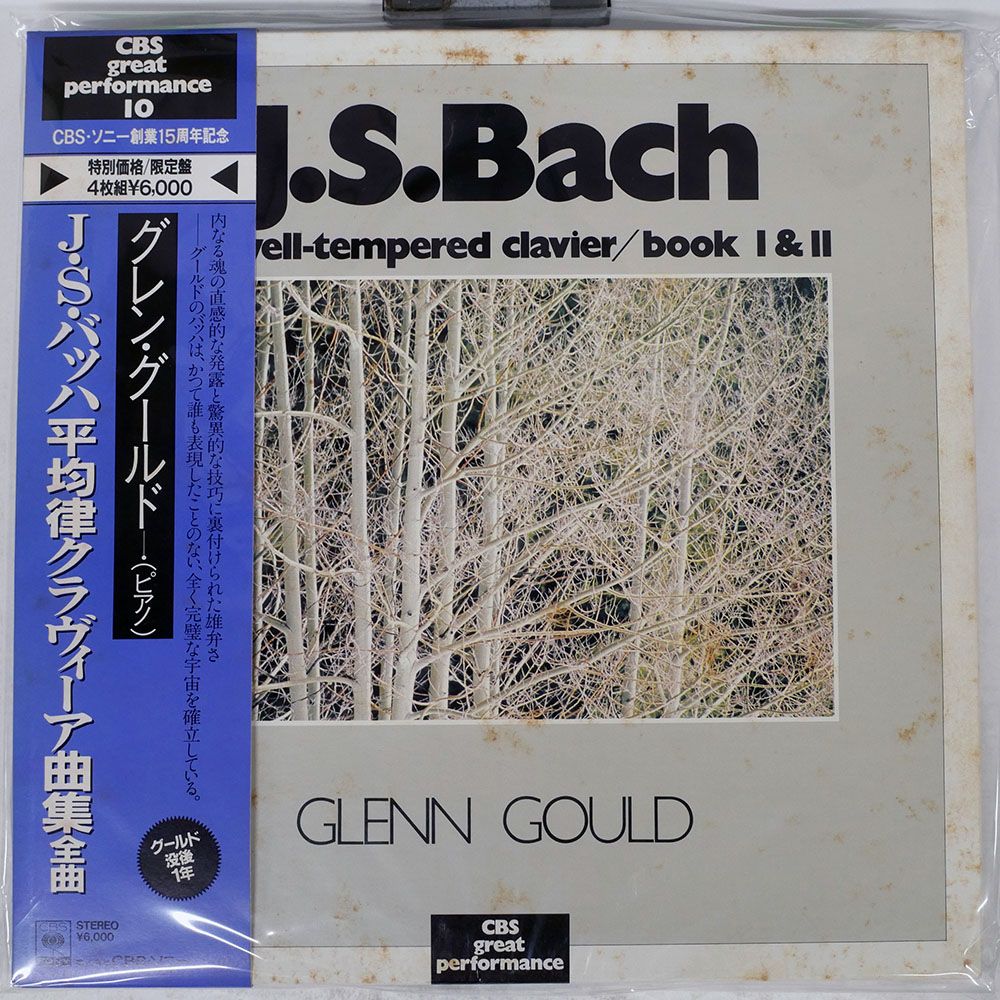 CBS
great
performance
10
CBS・ソニー創業15周年記念
特別価格/限定盤
4枚組¥6,000
J・S・バッハ平均律クラヴィーア曲集全曲
グレン・グールド—・(ピアノ)
内なる魂の直感的な発露と驚異的な技巧に裏付けられた雄弁さ
——グールドのバッハは、かつて誰も表現したことのない、全く完璧な宇宙を確立している。
グールド
没後
1年
CBS
STEREO
¥6,000
CBS・ソニー
J.S.Bach
well-tempered clavier/book I & II
GLENN GOULD
CBS
great
performance